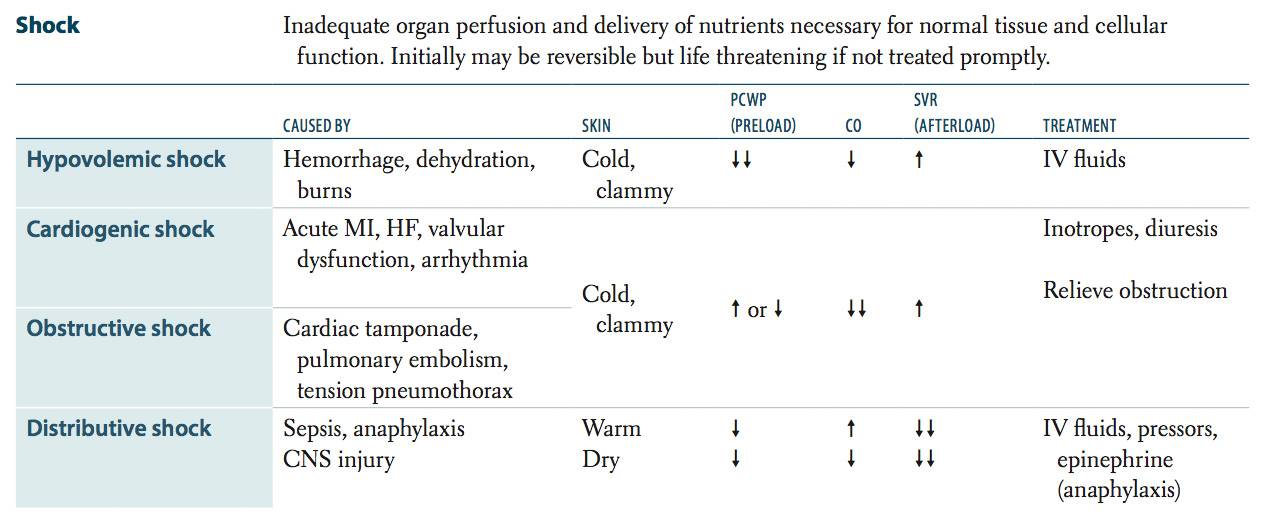 Shock Inadequate organ perfusion and delivery of nutrients necessary for normal tissue and cellular
function. Initially may be reversible but life threatening if not treated promptly.
PCWP SVR
CAUSED BY SKIN (PRELOAD) CO (AFTERLOAD) TREATMENT
Hypovolemic shock Hemorrhage, dehydration, Cold, ↓↓ ↓ ↑ IV fluids
burns clammy
Cardiogenic shock Acute MI, HF, valvular Inotropes, diuresis
dysfunction, arrhythmia
Cold, ↑ or ↓ ↓↓ ↑ Relieve obstruction
clammy
Obstructive shock Cardiac tamponade,
pulmonary embolism,
tension pneumothorax
Distributive shock Sepsis, anaphylaxis Warm ↓ ↑ ↓↓ IV fluids, pressors,
CNS injury Dry ↓ ↓ ↓↓ epinephrine
(anaphylaxis)